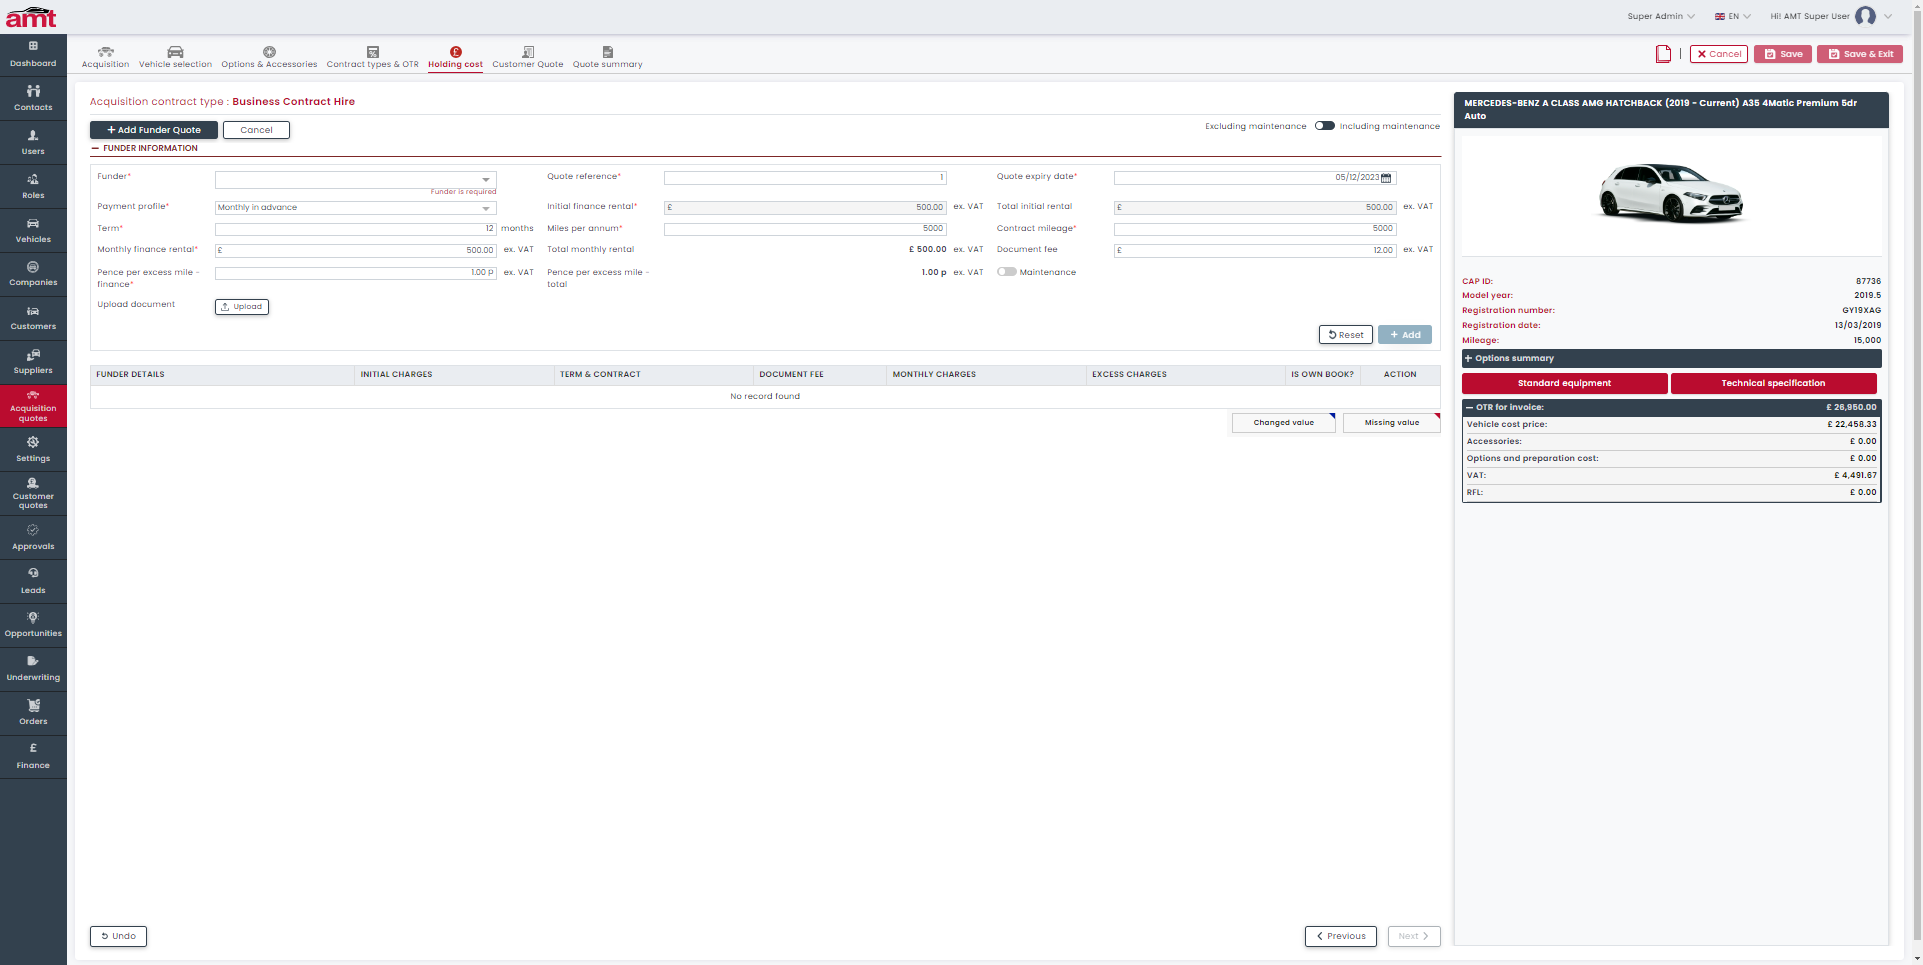 amt
Super Admin
EN
Hi! AMT Super User
Dashboard
Contacts
Users
Roles
Vehicles
Companies
Customers
Suppliers
Acquisition
quotes
Settings
Customer
quotes
Approvals
Leads
Opportunities
Underwriting
Orders
£
Finance
Acquisition
Vehicle selection
Options & Accessories
Contract types & OTR
Holding cost
Customer Quote
Quote summary
Cancel
Save
Save & Exit
Acquisition contract type : Business Contract Hire
+ Add Funder Quote
Cancel
Excluding maintenance
Including maintenance
FUNDER INFORMATION
Funder*
Funder is required
Quote reference* 1
Quote expiry date* 05/12/2023
Payment profile* Monthly in advance
Initial finance rental* £ 500.00 ex. VAT
Total initial rental £ 500.00 ex. VAT
Term* 12 months
Miles per annum* 5000
Contract mileage* 5000
Monthly finance rental* £ 500.00 ex. VAT
Total monthly rental £ 500.00 ex. VAT
Document fee £ 12.00 ex. VAT
Pence per excess mile -
finance* 1.00 p ex. VAT
Pence per excess mile -
total 1.00 p ex. VAT
Maintenance
Upload document
Upload
Reset
+ Add
FUNDER DETAILS INITIAL CHARGES TERM & CONTRACT DOCUMENT FEE MONTHLY CHARGES EXCESS CHARGES IS OWN BOOK? ACTION
No record found
Changed value
Missing value
Undo
Previous
Next
MERCEDES-BENZ A CLASS AMG HATCHBACK (2019 - Current) A35 4Matic Premium 5dr
Auto
CAP ID: 87736
Model year: 2019.5
Registration number: GY19XAG
Registration date: 13/03/2019
Mileage: 15,000
+ Options summary
Standard equipment
Technical specification
OTR for invoice: £ 26,950.00
Vehicle cost price: £ 22,458.33
Accessories: £ 0.00
Options and preparation cost: £ 0.00
VAT: £ 4,491.67
RFL: £ 0.00